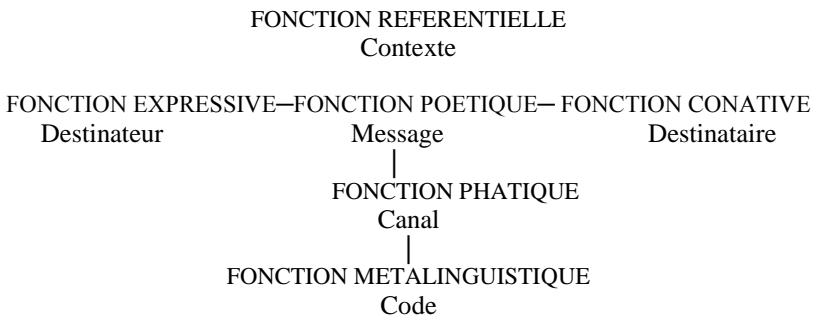 FONCTION REFERENTIELLE
Contexte
FONCTION EXPRESSIVE─FONCTION POETIQUE─ FONCTION CONATIVE
Destinateur Message Destinataire
FONCTION PHATIQUE
Canal
FONCTION METALINGUISTIQUE
Code